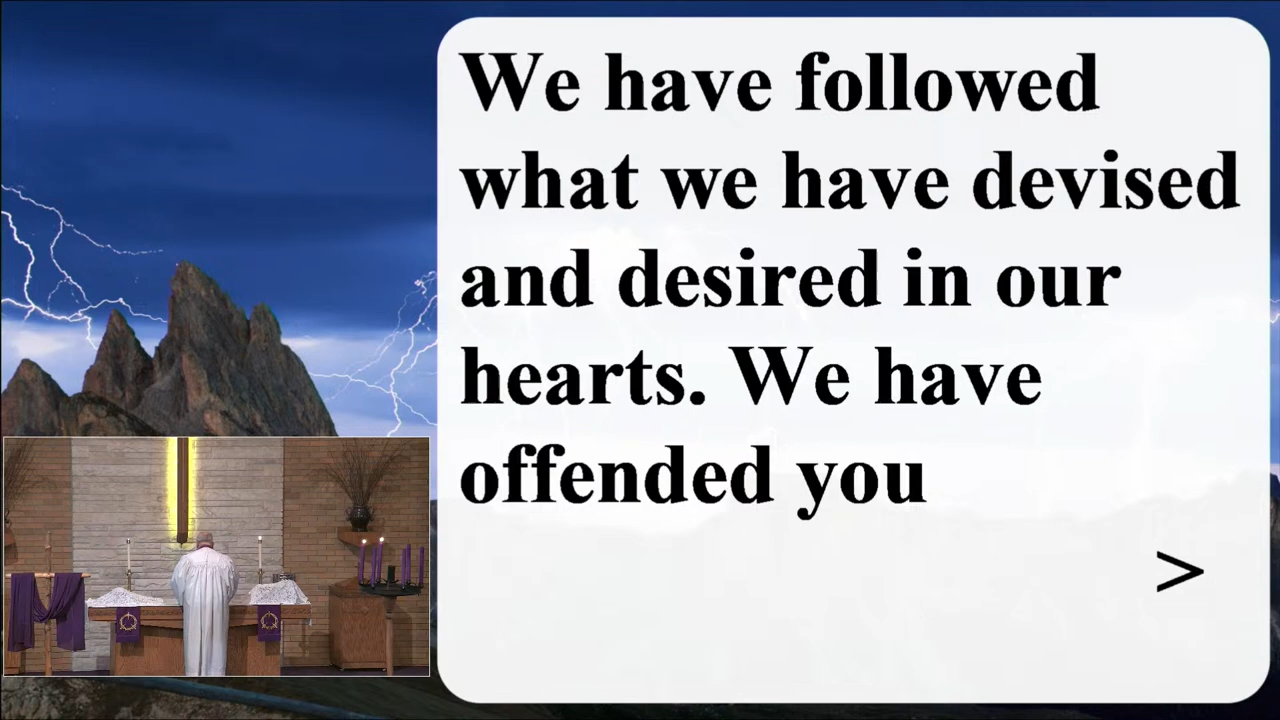 We have followed
what we have devised
and desired in our
hearts. We have
offended you
>